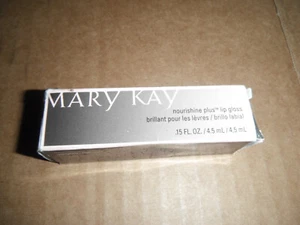 MARY KAY
nourishine plus™ lip gloss
brillant pour les lèvres / brillo labial
.15 FL. OZ. / 4.5 mL / 4,5 mL